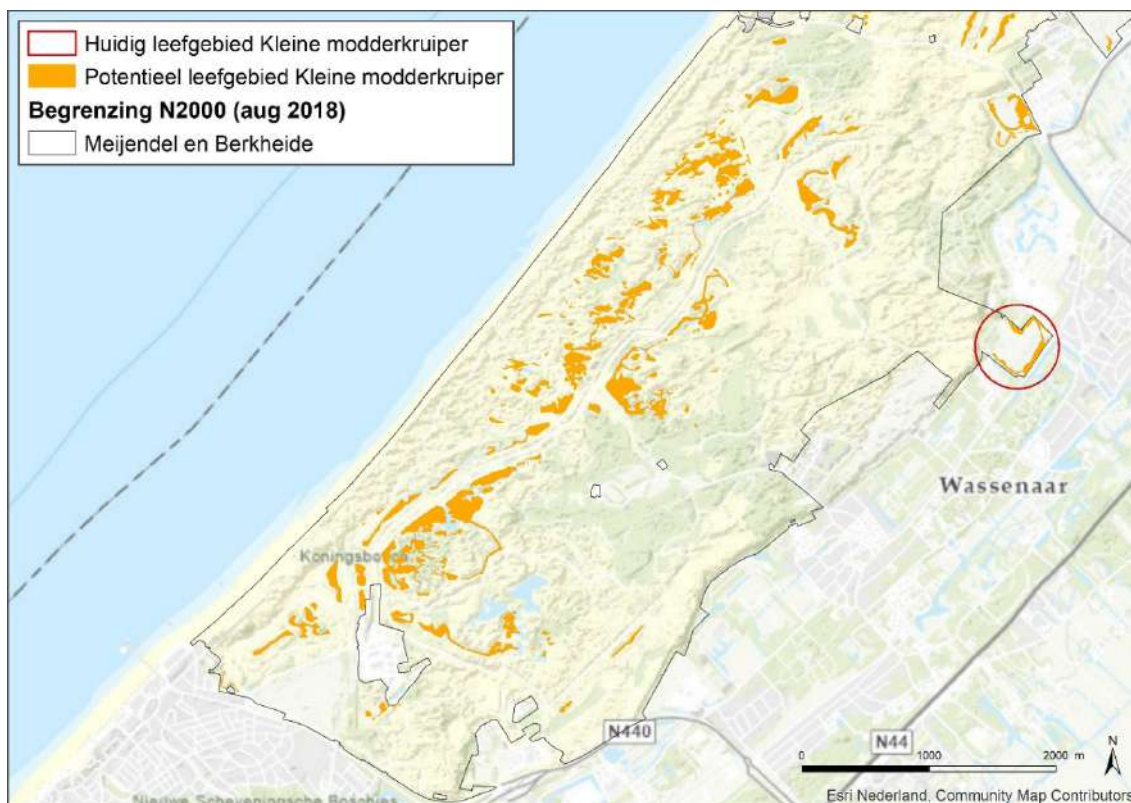 Huidig leefgebied Kleine modderkruiper
Potentieel leefgebied Kleine modderkruiper
Begrenzing N2000 (aug 2018)
Meijendel en Berkheide
Wassenaar
N440
N44
0 1000 2000 m
N
Esri Nederland, Community Map Contributors